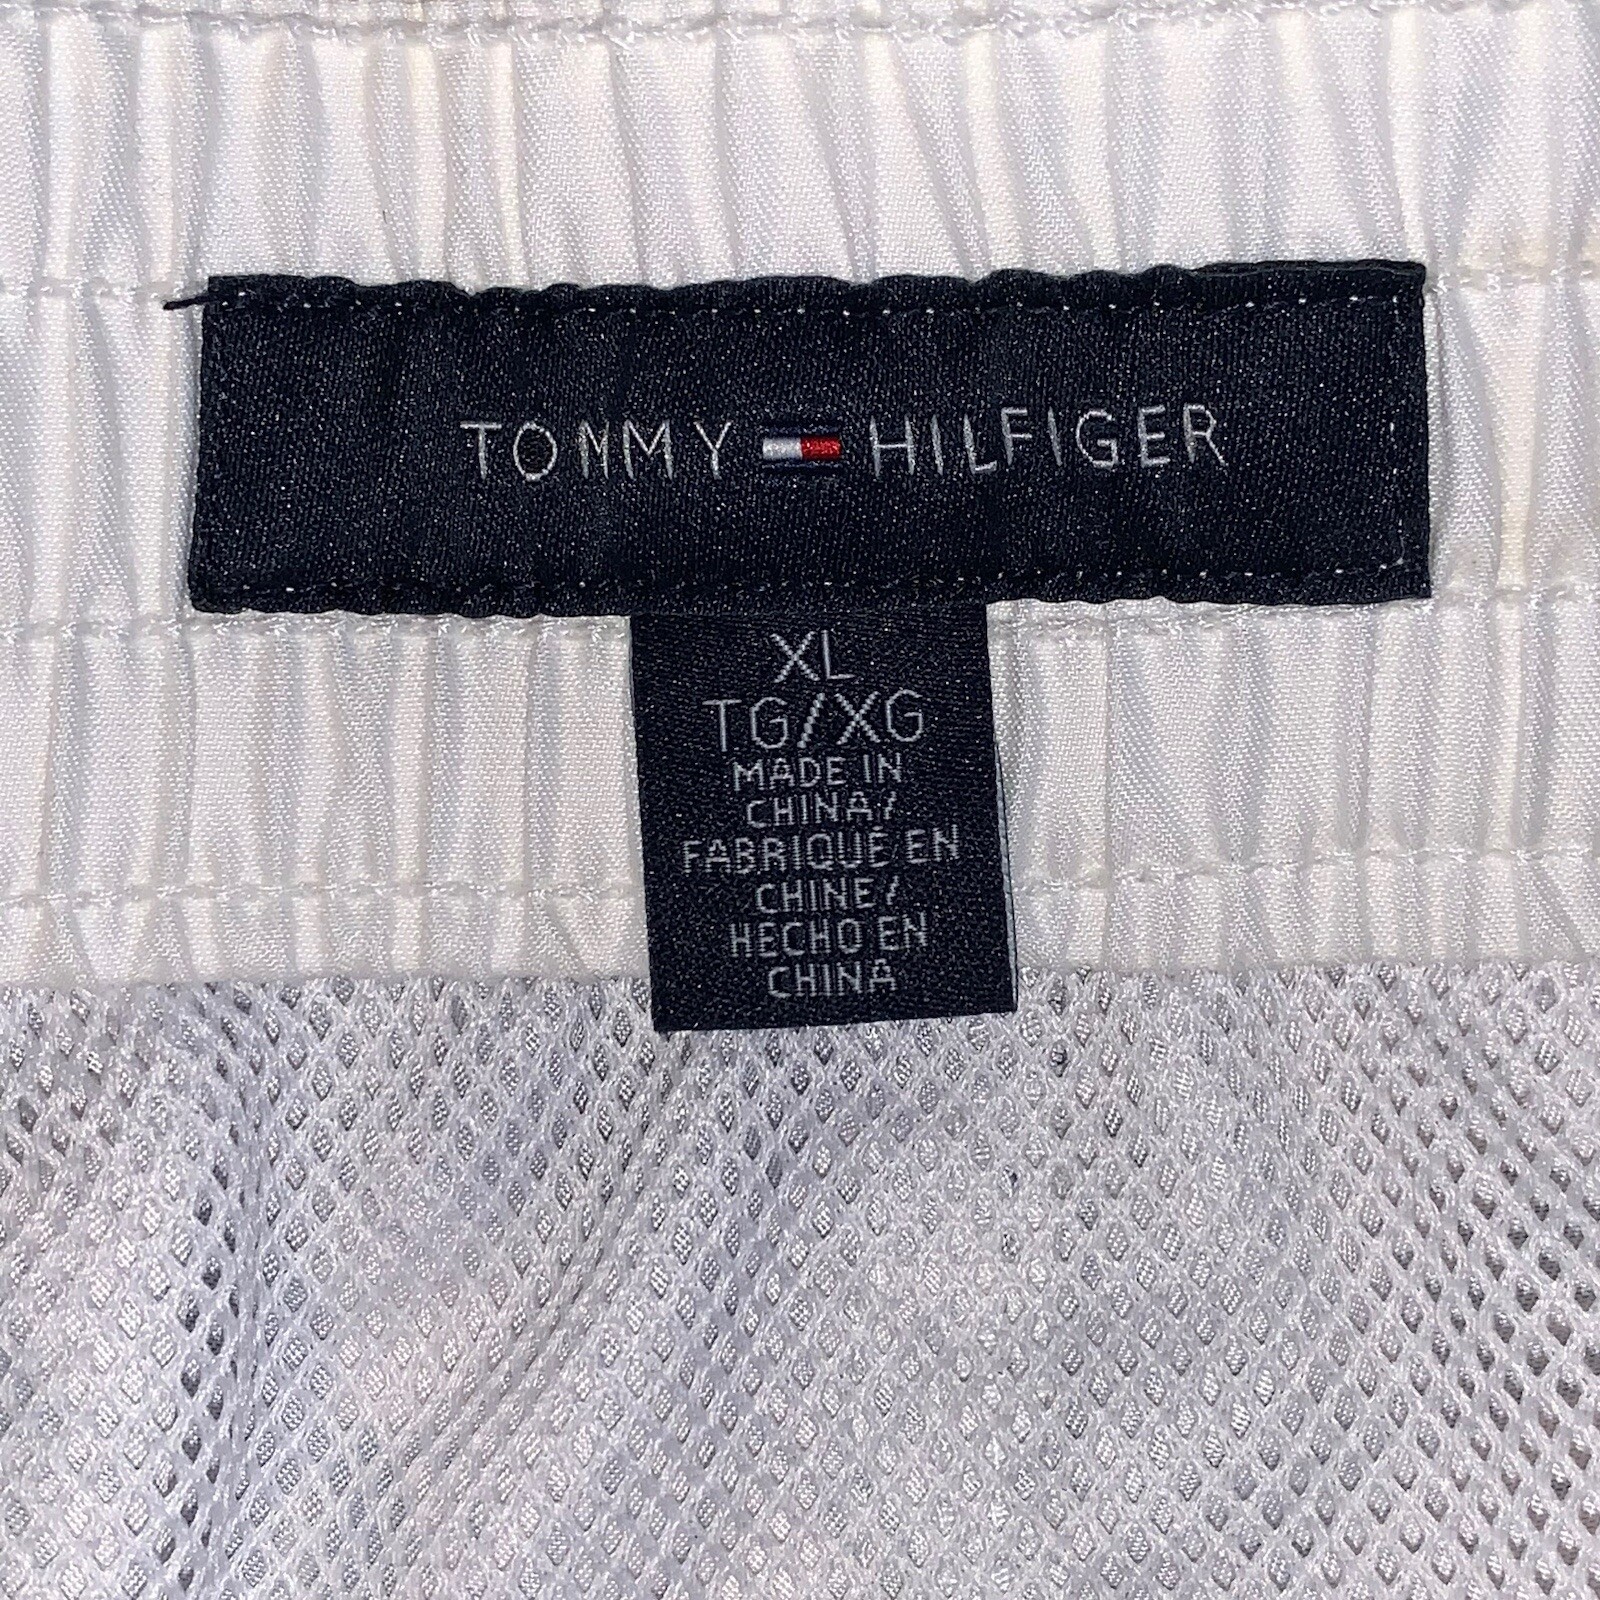 TOMMY HILFIGER
XL
TG/XG
MADE IN
CHINA/
FABRIQUÉ EN
CHINE/
HECHO EN
CHINA